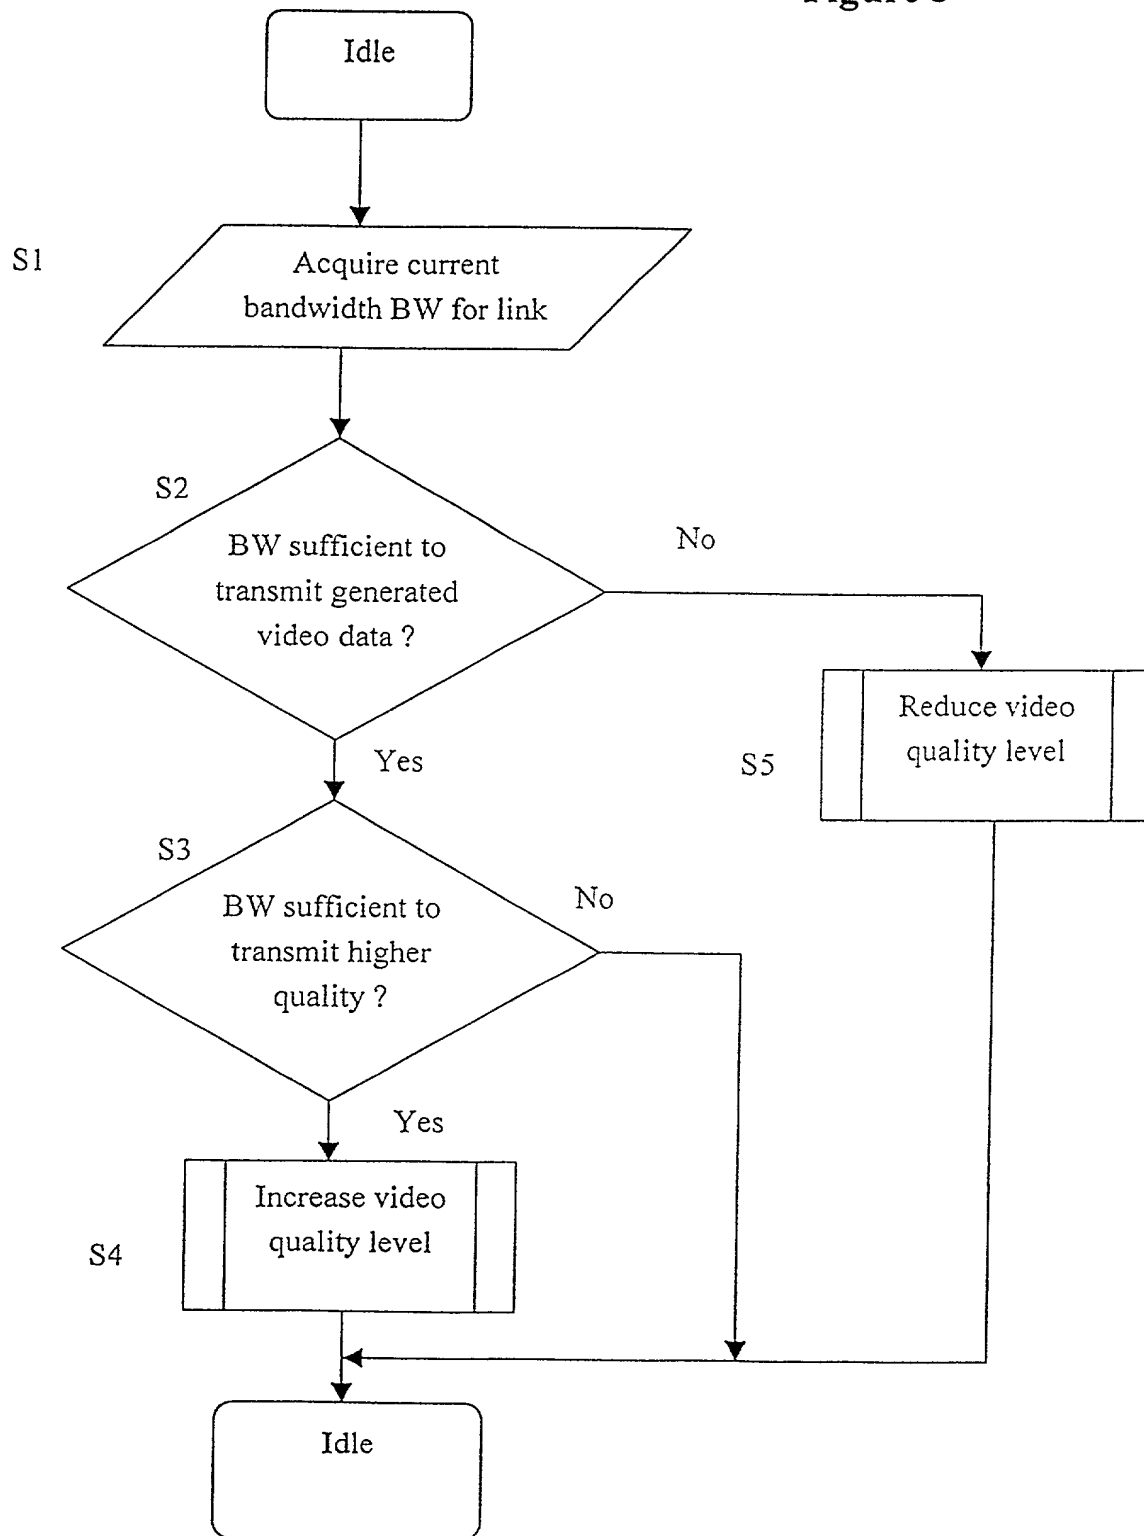 Idle
S1
Acquire current
bandwidth BW for link
S2
BW sufficient to
transmit generated
video data ?
No
Yes
Reduce video
quality level
S5
S3
BW sufficient to
transmit higher
quality ?
No
Yes
Increase video
quality level
S4
Idle